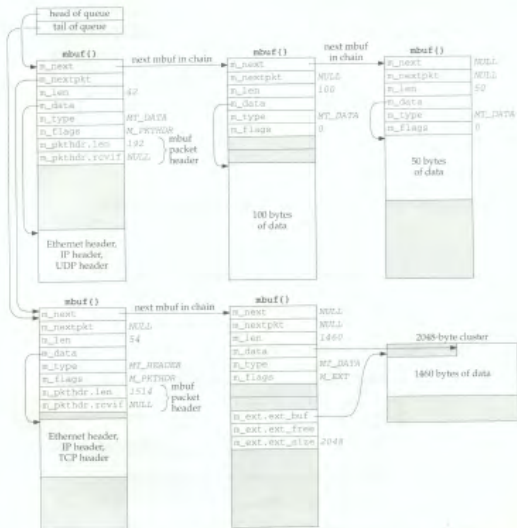 head of queue
tail of queue
mbuf{}
m_next
m_nextpkt
m_len 42
m_data
m_type MT_DATA
m_flags M_PKTHDR
m_pkthdr.len 192
m_pkthdr.rcvif NULL
mbuf
packet
header
Ethernet header,
IP header,
UDP header
next mbuf in chain
mbuf{}
m_next
m_nextpkt NULL
m_len 100
m_data
m_type MT_DATA
m_flags 0
100 bytes
of data
next mbuf
in chain
mbuf{}
m_next NULL
m_nextpkt NULL
m_len 50
m_data
m_type MT_DATA
m_flags 0
50 bytes
of data
mbuf{}
m_next
m_nextpkt NULL
m_len 54
m_data
m_type MT_HEADER
m_flags M_PKTHDR
m_pkthdr.len 1514
m_pkthdr.rcvif NULL
mbuf
packet
header
Ethernet header,
IP header,
TCP header
next mbuf in chain
mbuf{}
m_next NULL
m_nextpkt NULL
m_len 1460
m_data
m_type MT_DATA
m_flags M_EXT
m_ext.ext_buf
m_ext.ext_free
m_ext.ext_size 2048
2048-byte cluster
1460 bytes of data